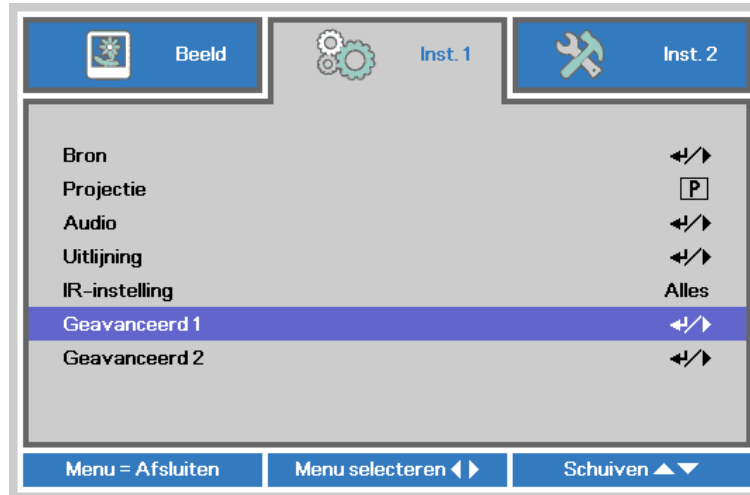 Beeld Inst. 1 Inst. 2
Bron
Projectie P
Audio
Uitlijning
IR-instelling Alles
Geavanceerd 1
Geavanceerd 2
Menu = Afsluiten Menu selecteren Schuiven